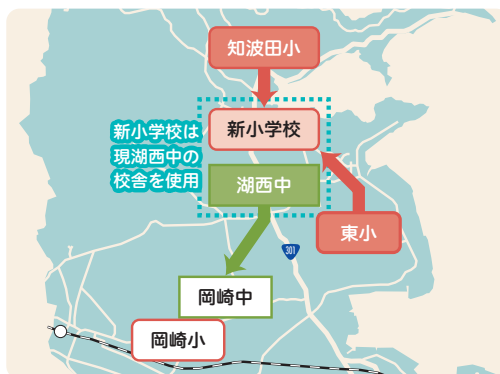 知波田小
新小学校
新小学校は
現湖西中の
校舎を使用
湖西中
東小
301
岡崎中
岡崎小